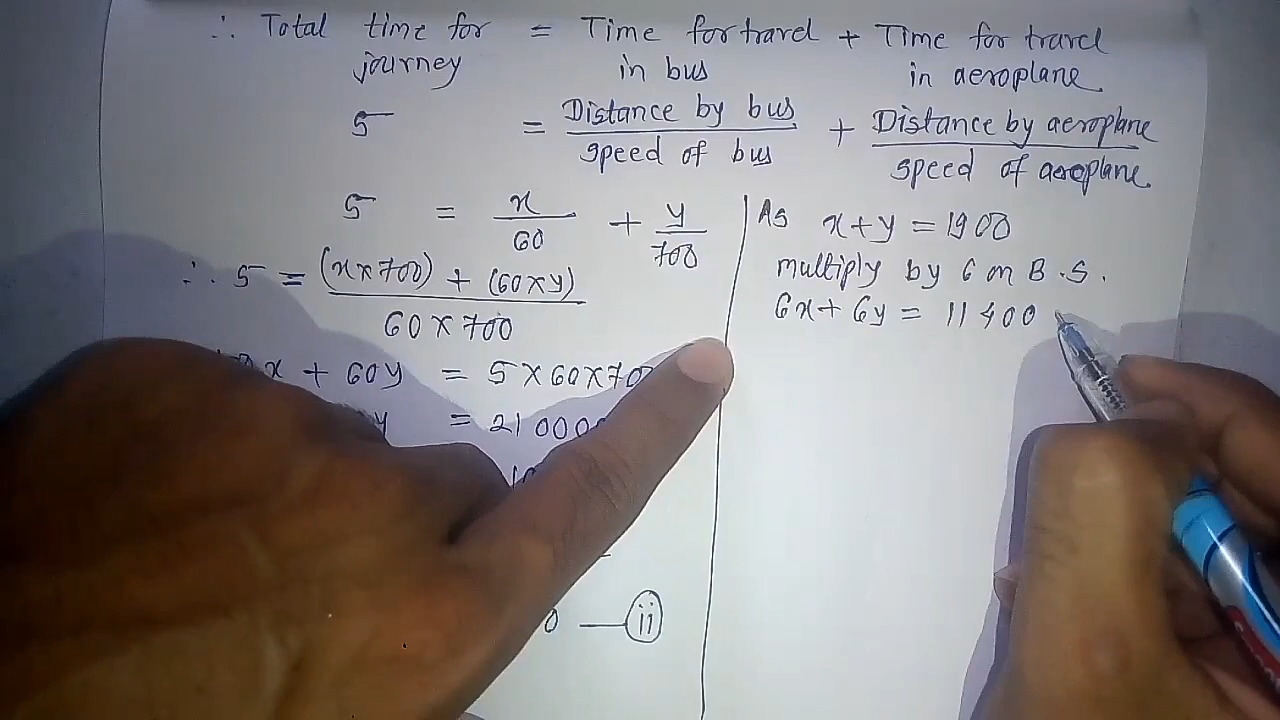 ∴ Total time for journey = Time for travel in bus + Time for travel in aeroplane
5 = Distance by bus / speed of bus + Distance by aeroplane / speed of aeroplane
5 = x/60 + y/700
∴ 5 = (x×700) + (60×y) / 60×700
x + 60y = 5×60×70
y = 21000
0 — ii
As x+y = 1900
multiply by 6 on B.S.
6x+6y = 11400